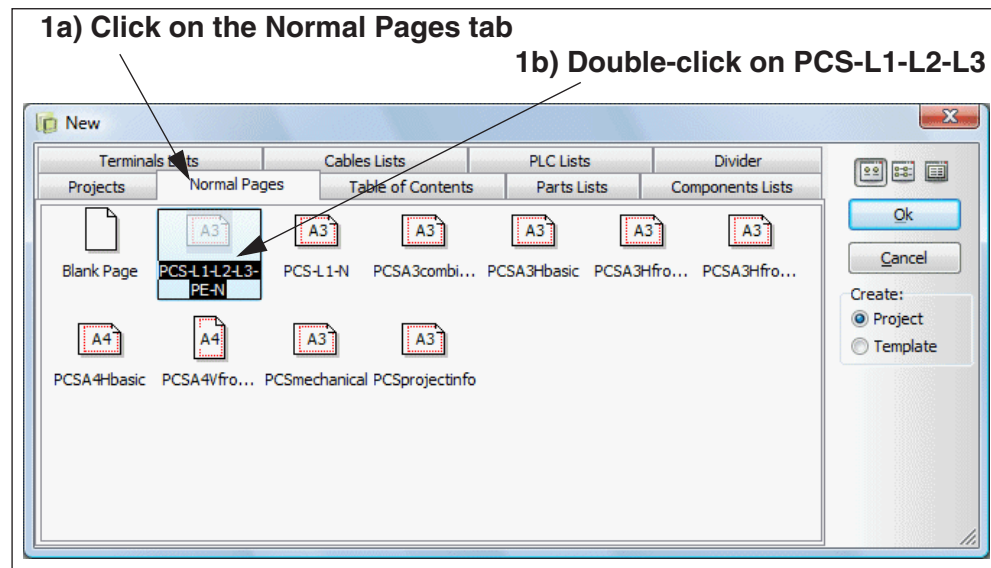 1a) Click on the Normal Pages tab
1b) Double-click on PCS-L1-L2-L3
New
Terminals Lists
Cables Lists
PLC Lists
Divider
Projects
Normal Pages
Table of Contents
Parts Lists
Components Lists
A3 A3 A3 A3 A3 A3
Blank Page
PCS-L1-L2-L3-
PE-N
PCS-L1-N
PCSA3combi...
PCSA3Hbasic
PCSA3Hfro...
PCSA3Hfro...
A4 A4 A3 A3
PCSA4Hbasic
PCSA4Vfro...
PCSmechanical
PCSprojectinfo
Ok
Cancel
Create:
Project
Template